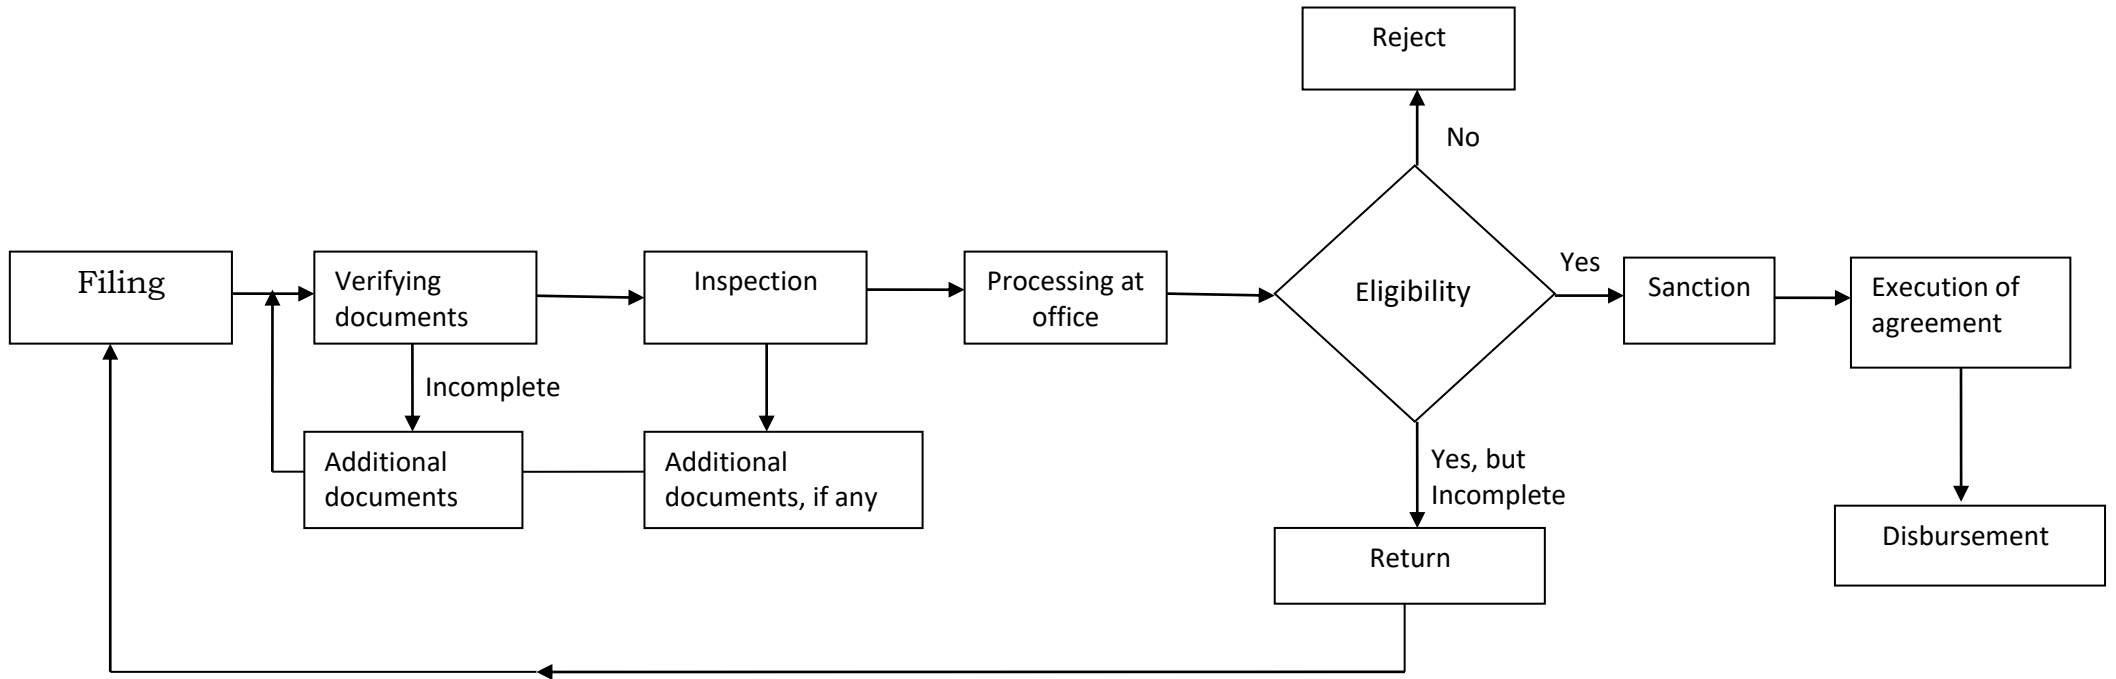 Reject
No
Filing
Verifying
documents
Inspection
Processing at
office
Eligibility
Yes
Sanction
Execution of
agreement
Incomplete
Additional
documents
Additional
documents, if any
Yes, but
Incomplete
Return
Disbursement